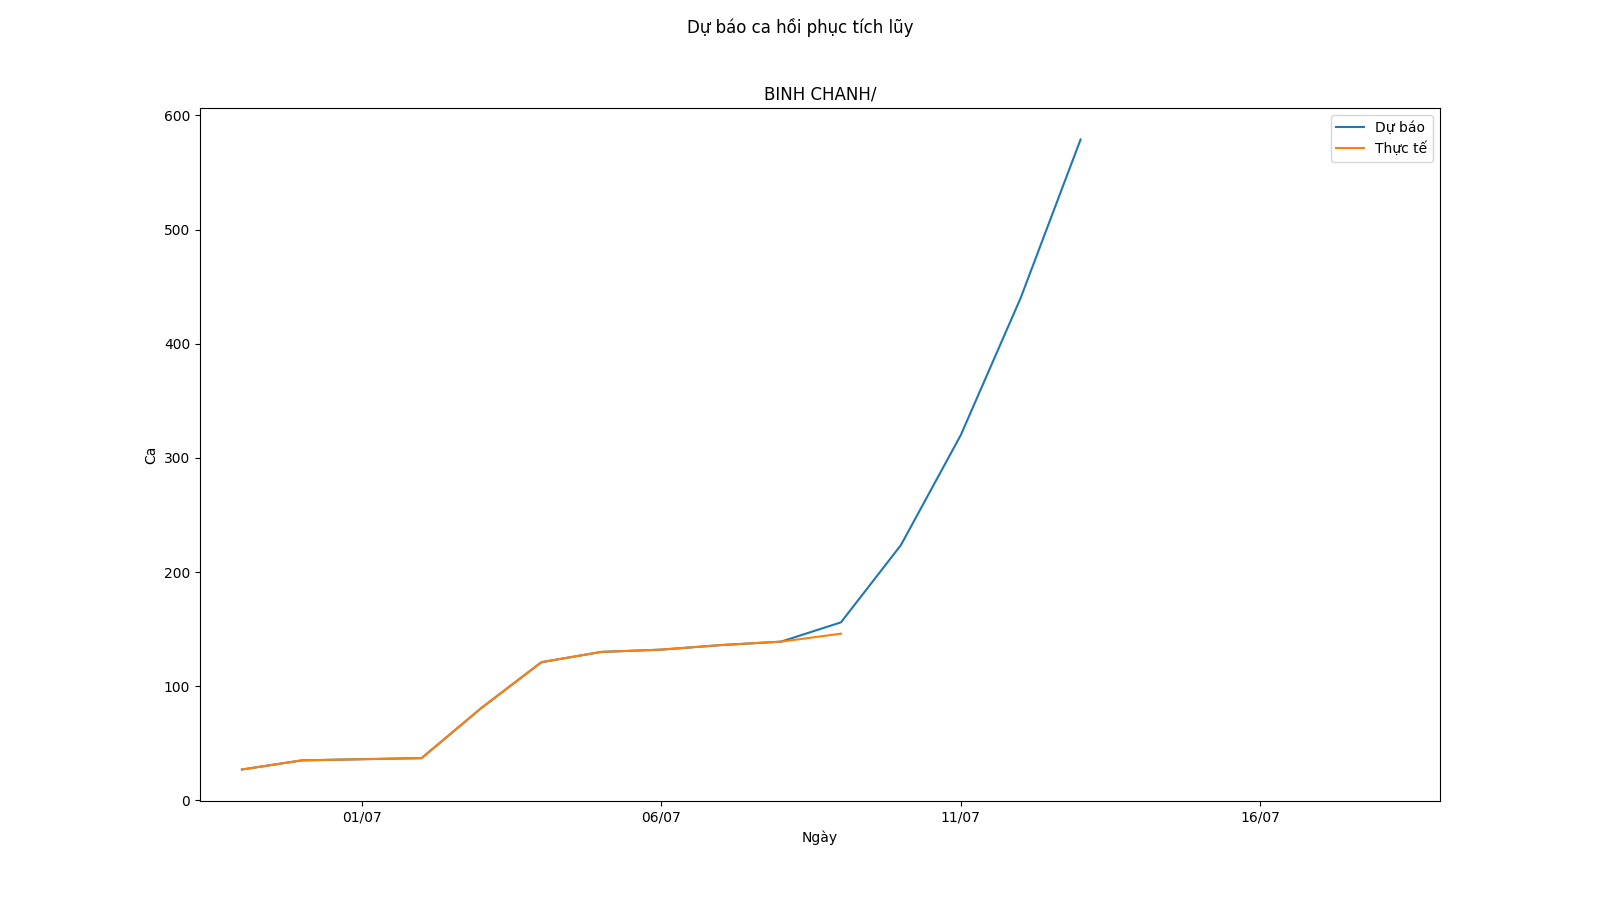 Dự báo ca hồi phục tích lũy
BINH CHANH/
600
500
400
300
200
100
0
Ca
Dự báo
Thực tế
01/07
06/07
11/07
16/07
Ngày